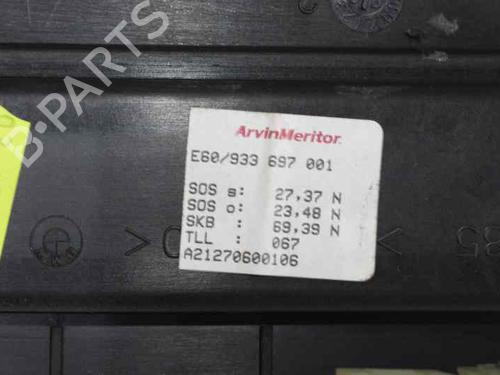 ArvinMeritor
E60/933 697 001
SOS s: 27,37 N
SOS o: 23,48 N
SKB : 69,39 N
TLL : 067
A21270600106
B-PARTS